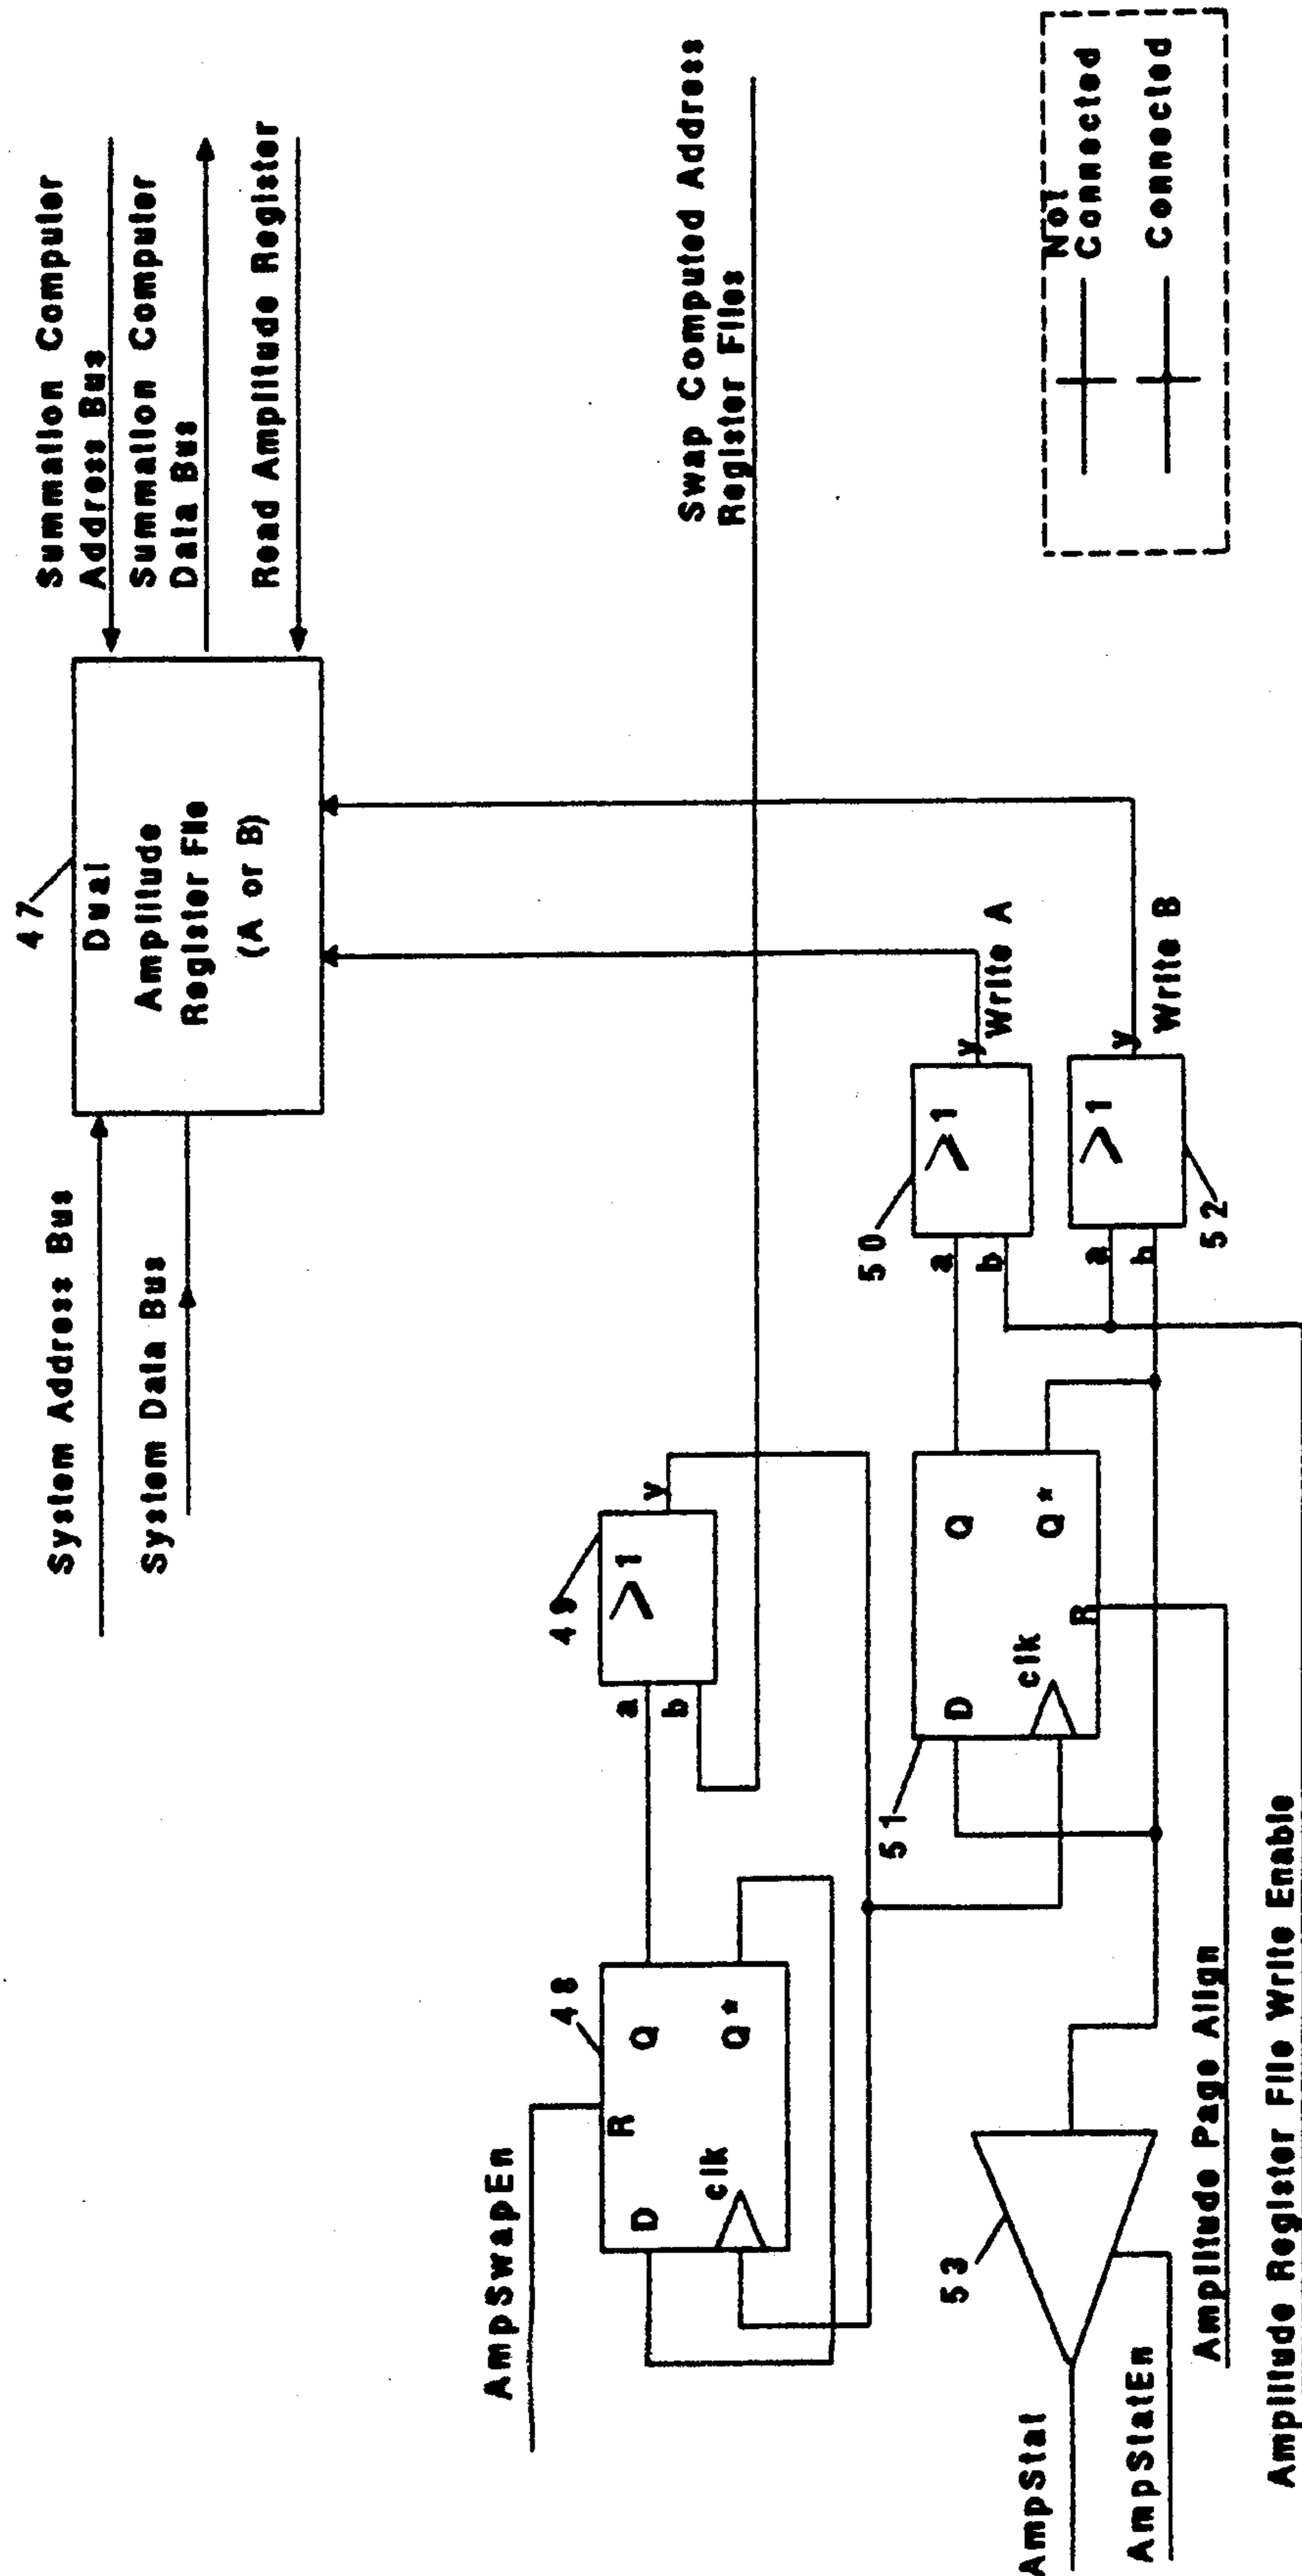 47
Dual
Amplitude
Register File
(A or B)
System Address Bus
System Data Bus
Summation Computer
Address Bus
Summation Computer
Data Bus
Read Amplitude Register
AmpSwapEn
48
R
D
Q
clk
Q*
49
>1
a
b
y
Swap Computed Address
Register Files
51
D
Q
clk
Q*
R
50
>1
a
b
y
Write A
>1
a
b
y
Write B
52
53
AmpStat
AmpStatEn
Amplitude Page Align
Amplitude Register File Write Enable
Not
Connected
Connected